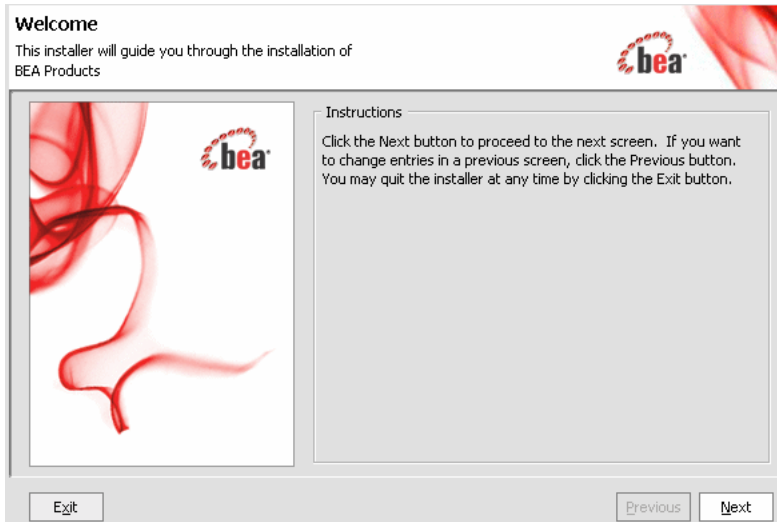 Welcome
This installer will guide you through the installation of
BEA Products
bea
bea
Instructions
Click the Next button to proceed to the next screen. If you want
to change entries in a previous screen, click the Previous button.
You may quit the installer at any time by clicking the Exit button.
Exit
Previous
Next